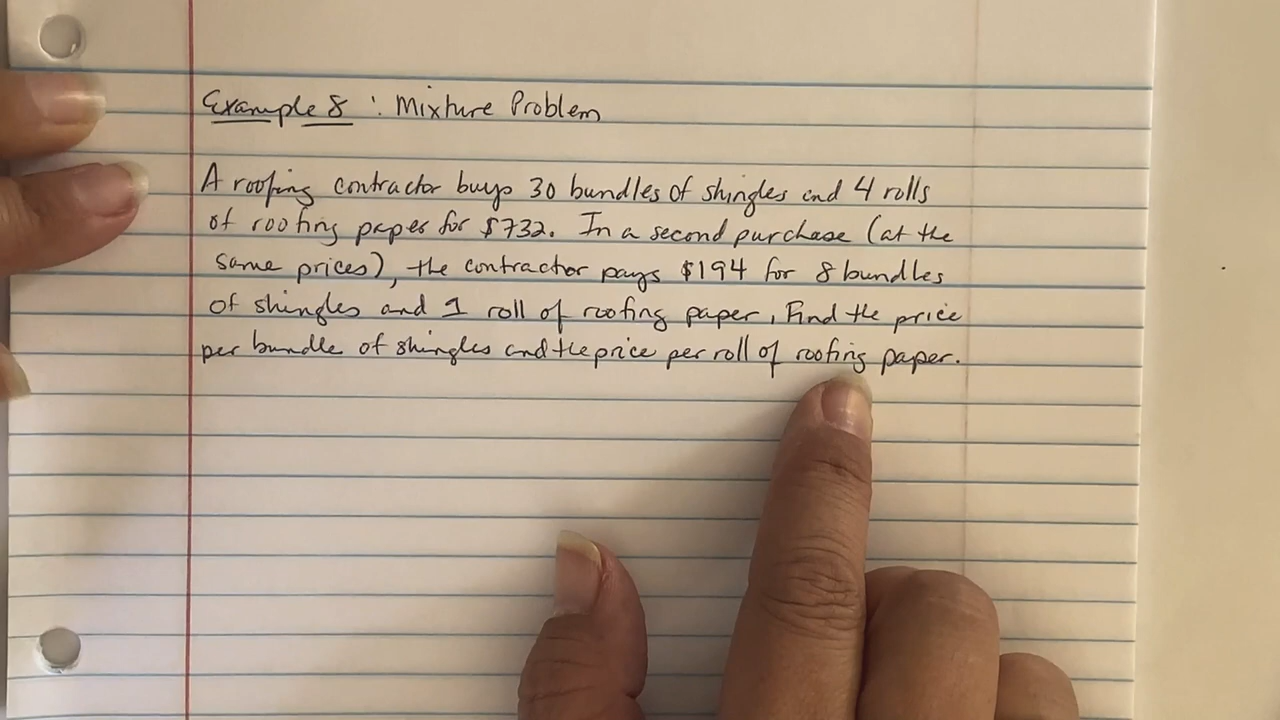 Example 8 : Mixture Problem
A roofing contractor buys 30 bundles of shingles and 4 rolls
of roofing paper for $732. In a second purchase (at the
same prices), the contractor pays $194 for 8 bundles
of shingles and 1 roll of roofing paper. Find the price
per bundle of shingles and the price per roll of roofing paper.